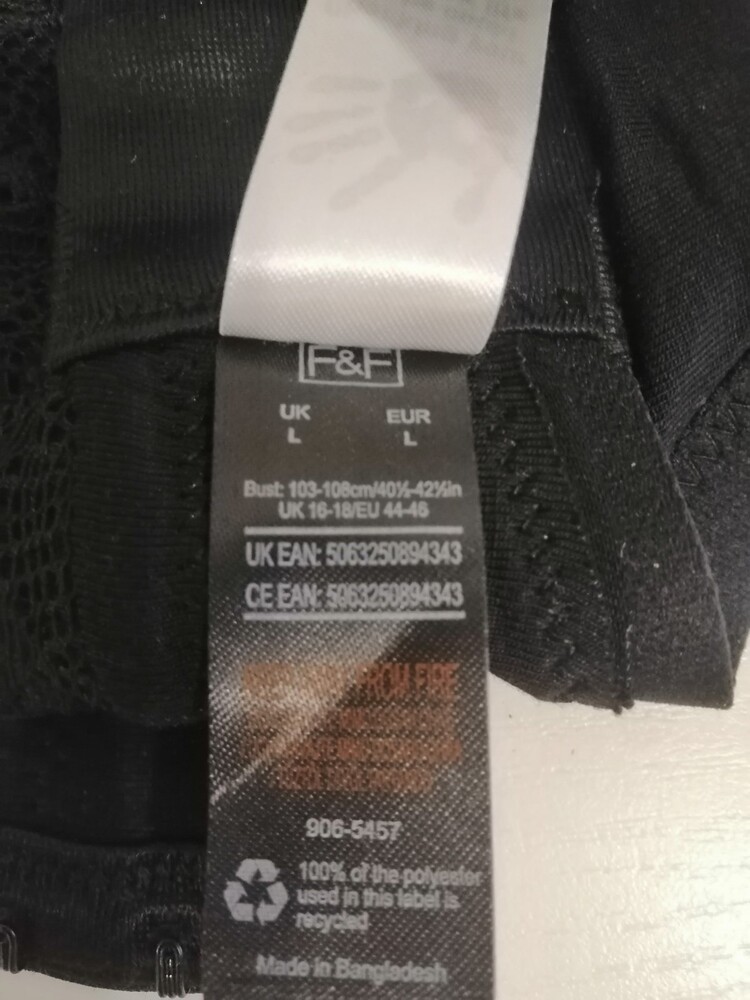 F&F
UK EUR
L L
Bust: 103-108cm/40½-42½in
UK 16-18/EU 44-46
UK EAN: 5063250894343
CE EAN: 5063250894343
FROM FIRE
906-5457
100% of the polyester
used in this label is
recycled
Made in Bangladesh